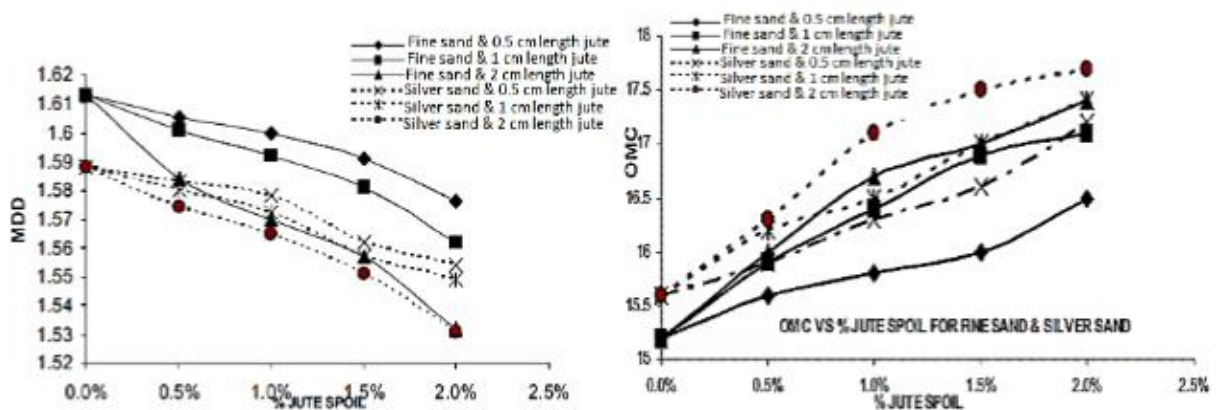 Fine sand & 0.5 cm length jute
Fine sand & 1 cm length jute
Fine sand & 2 cm length jute
Silver sand & 0.5 cm length jute
Silver sand & 1 cm length jute
Silver sand & 2 cm length jute
MDD
1.62
1.61
1.6
1.59
1.58
1.57
1.56
1.55
1.54
1.53
1.52
0.0% 0.5% 1.0% 1.5% 2.0% 2.5%
% JUTE SPOIL
Fine sand & 0.5 cm length jute
Fine sand & 1 cm length jute
Fine sand & 2 cm length jute
Silver sand & 0.5 cm length jute
Silver sand & 1 cm length jute
Silver sand & 2 cm length jute
OMC
18
17.5
17
16.5
16
15.5
15
OMC VS % JUTE SPOIL FOR FINE SAND & SILVER SAND
0.0% 0.5% 1.0% 1.5% 2.0% 2.5%
% JUTE SPOIL